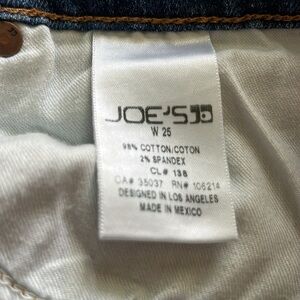 JOE'S
W 25
98% COTTON/COTON
2% SPANDEX
CL# 138
CA# 35037 RN# 106214
DESIGNED IN LOS ANGELES
MADE IN MEXICO